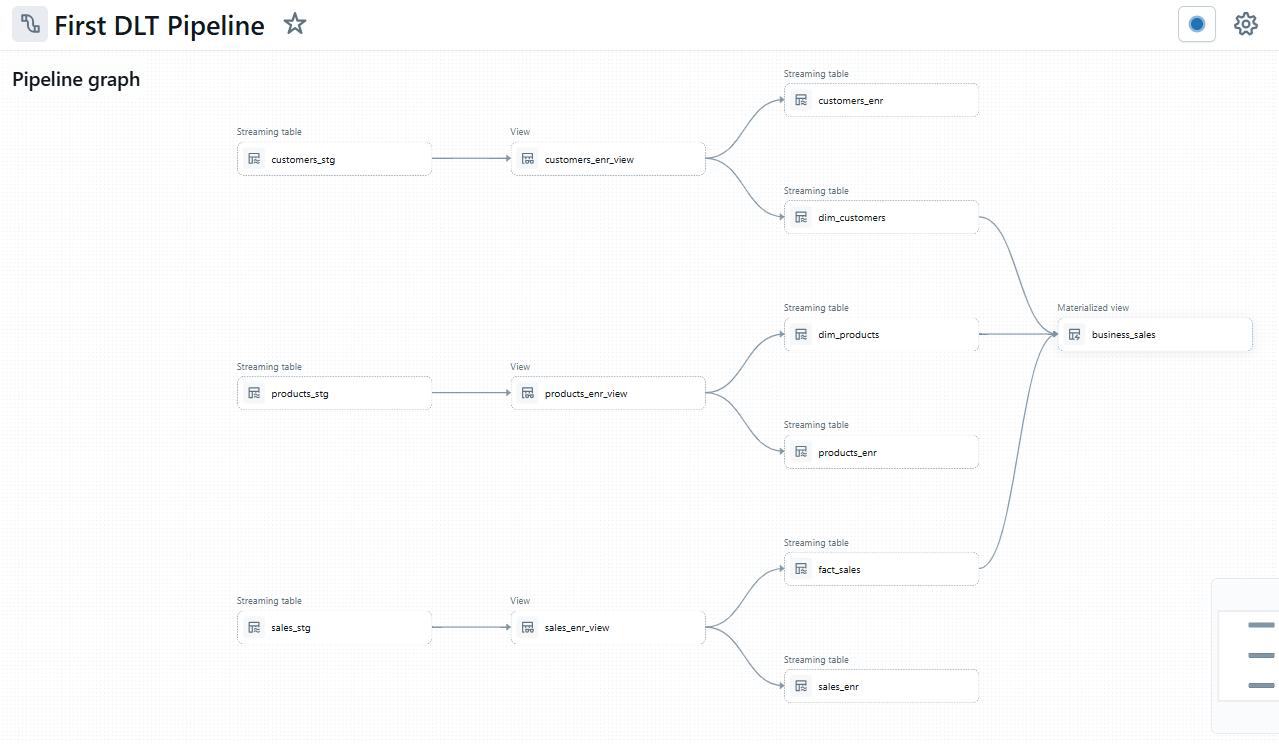 First DLT Pipeline
Pipeline graph
Streaming table
customers_stg
View
customers_enr_view
Streaming table
customers_enr
Streaming table
dim_customers
Streaming table
products_stg
View
products_enr_view
Streaming table
dim_products
Streaming table
products_enr
Materialized view
business_sales
Streaming table
sales_stg
View
sales_enr_view
Streaming table
fact_sales
Streaming table
sales_enr